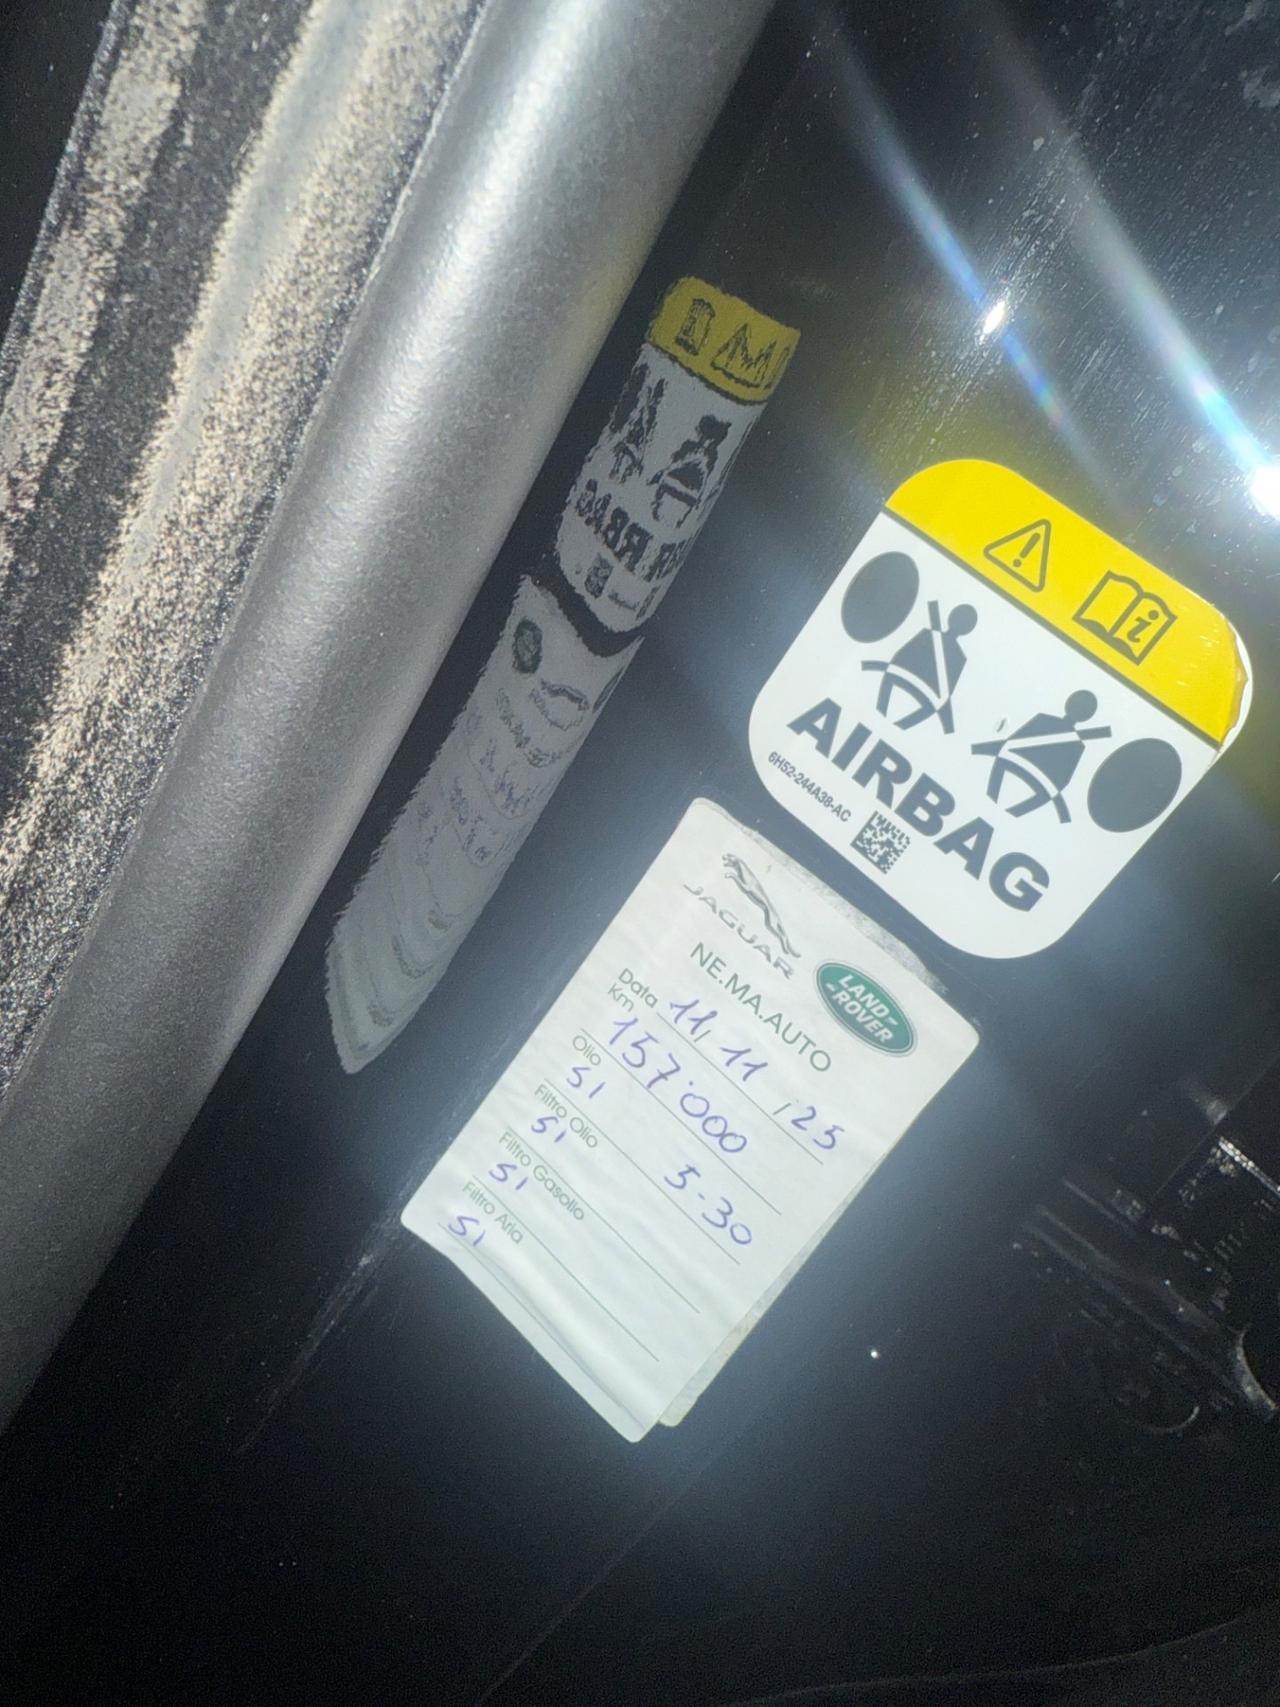 AIRBAG
6H52-244A38-AC
JAGUAR
LAND-
-ROVER
NE.MA.AUTO
Data 11/11/25
Km 157.000
Olio SI 5-30
Filtro Olio SI
Filtro Gasolio SI
Filtro Aria SI